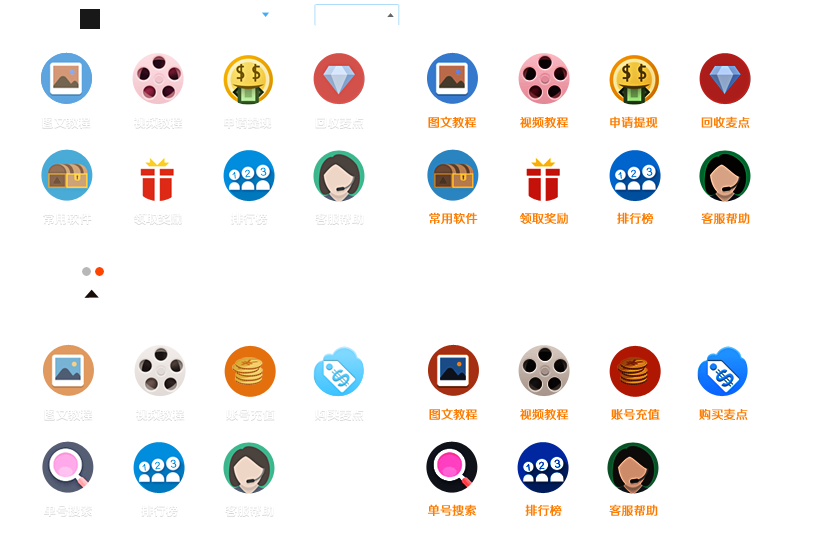 图文教程 视频教程 申请提现 回收麦点 图文教程 视频教程 申请提现 回收麦点
常用软件 领取奖励 排行榜 客服帮助 常用软件 领取奖励 排行榜 客服帮助
图文教程 视频教程 账号充值 购买麦点 图文教程 视频教程 账号充值 购买麦点
单号搜索 排行榜 客服帮助 单号搜索 排行榜 客服帮助